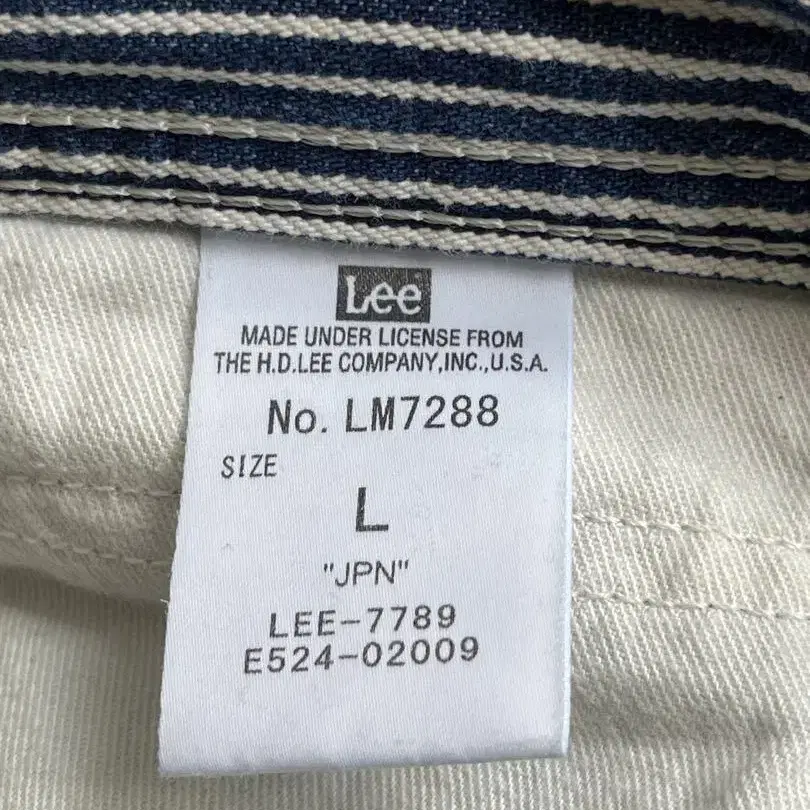 Lee
MADE UNDER LICENSE FROM
THE H.D.LEE COMPANY,INC.,U.S.A.
No. LM7288
SIZE
L
"JPN"
LEE-7789
E524-02009